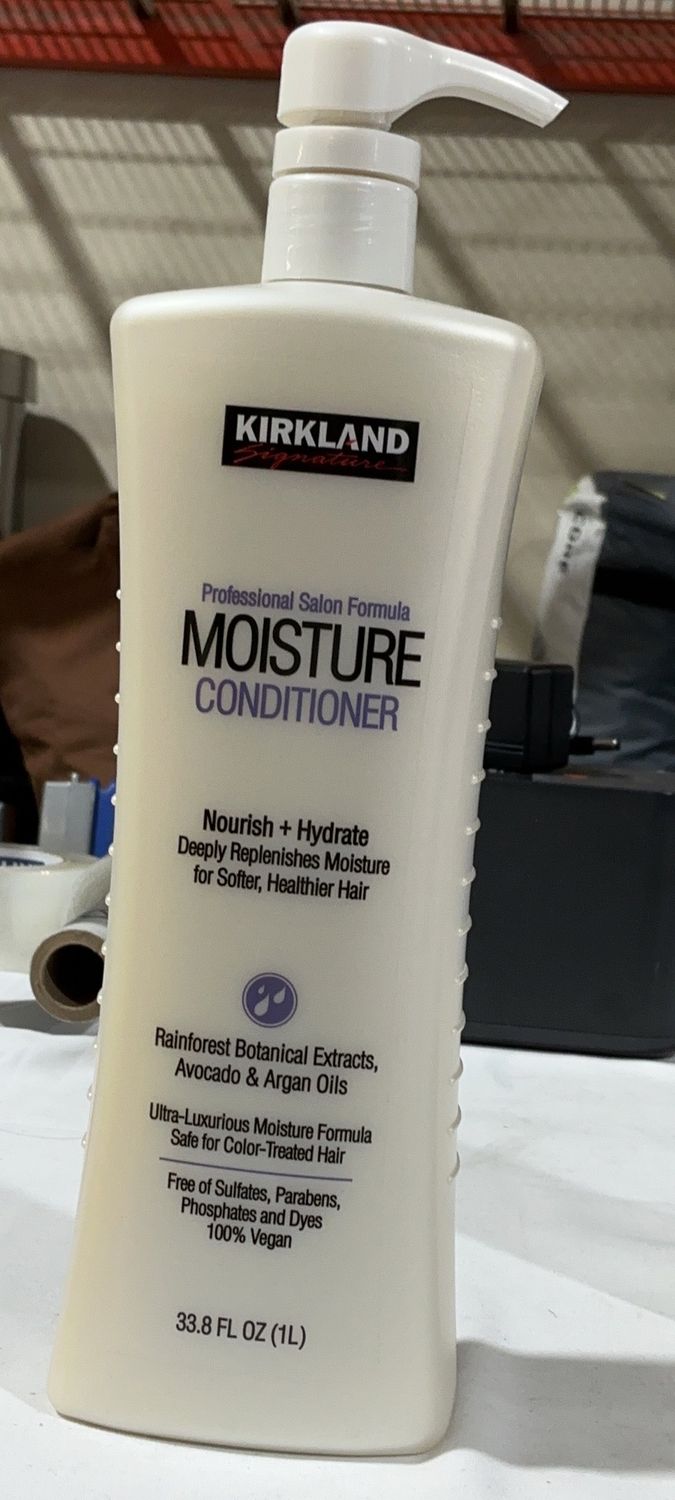 KIRKLAND
Signature
Professional Salon Formula
MOISTURE
CONDITIONER
Nourish + Hydrate
Deeply Replenishes Moisture
for Softer, Healthier Hair
Rainforest Botanical Extracts,
Avocado & Argan Oils
Ultra-Luxurious Moisture Formula
Safe for Color-Treated Hair
Free of Sulfates, Parabens,
Phosphates and Dyes
100% Vegan
33.8 FL OZ (1L)